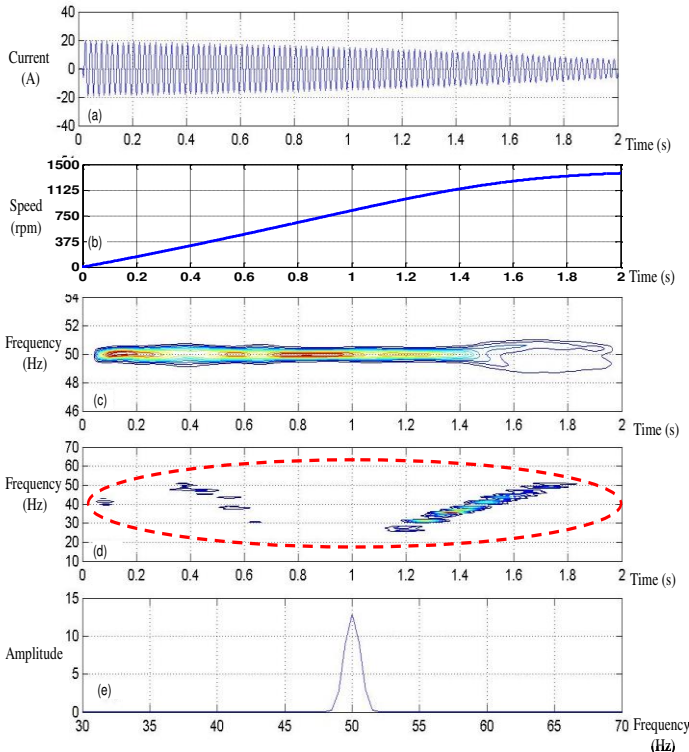 40
20
Current
(A)
0
-20
(a)
-40
0 0.2 0.4 0.6 0.8 1 1.2 1.4 1.6 1.8 2 Time (s)
1500
1125
Speed
750
(rpm)
375
(b)
0
0 0.2 0.4 0.6 0.8 1 1.2 1.4 1.6 1.8 2 Time (s)
54
52
Frequency
50
(Hz)
48
(c)
46
0 0.2 0.4 0.6 0.8 1 1.2 1.4 1.6 1.8 2 Time (s)
70
60
Frequency
50
(Hz)
40
30
20
(d)
10
0 0.2 0.4 0.6 0.8 1 1.2 1.4 1.6 1.8 2 Time (s)
15
10
Amplitude
5
(e)
0
30 35 40 45 50 55 60 65 70 Frequency
(Hz)